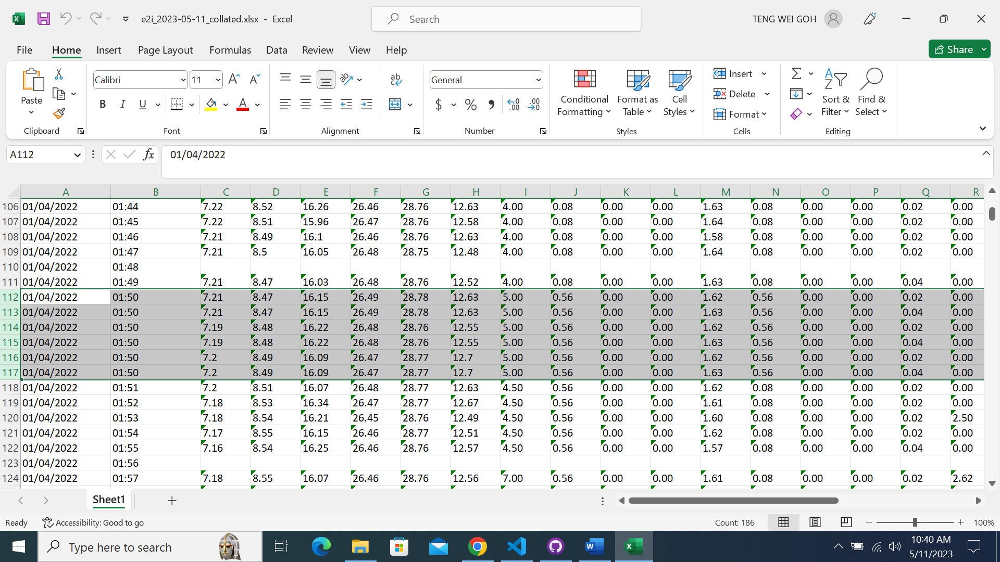 e2i_2023-05-11_collated.xlsx - Excel
Search
TENG WEI GOH
File Home Insert Page Layout Formulas Data Review View Help
Share
Paste
Clipboard
Calibri 11
B I U
Font
Alignment
General
$ % 9
Number
Conditional Formatting
Format as Table
Cell Styles
Styles
Insert
Delete
Format
Cells
Sort & Filter
Find & Select
Editing
A112 fx 01/04/2022
A B C D E F G H I J K L M N O P Q R
106 01/04/2022 01:44 7.22 8.52 16.26 26.46 28.76 12.63 4.00 0.08 0.00 0.00 1.63 0.08 0.00 0.00 0.02 0.00
107 01/04/2022 01:45 7.22 8.51 15.96 26.47 28.76 12.58 4.00 0.08 0.00 0.00 1.64 0.08 0.00 0.00 0.02 0.00
108 01/04/2022 01:46 7.21 8.49 16.1 26.46 28.76 12.63 4.00 0.08 0.00 0.00 1.58 0.08 0.00 0.00 0.02 0.00
109 01/04/2022 01:47 7.21 8.5 16.05 26.48 28.75 12.48 4.00 0.08 0.00 0.00 1.64 0.08 0.00 0.00 0.02 0.00
110 01/04/2022 01:48
111 01/04/2022 01:49 7.21 8.47 16.03 26.48 28.76 12.52 4.00 0.08 0.00 0.00 1.63 0.08 0.00 0.00 0.04 0.00
112 01/04/2022 01:50 7.21 8.47 16.15 26.49 28.78 12.63 5.00 0.56 0.00 0.00 1.62 0.56 0.00 0.00 0.02 0.00
113 01/04/2022 01:50 7.21 8.47 16.15 26.49 28.78 12.63 5.00 0.56 0.00 0.00 1.63 0.56 0.00 0.00 0.04 0.00
114 01/04/2022 01:50 7.19 8.48 16.22 26.48 28.76 12.55 5.00 0.56 0.00 0.00 1.62 0.56 0.00 0.00 0.02 0.00
115 01/04/2022 01:50 7.19 8.48 16.22 26.48 28.76 12.55 5.00 0.56 0.00 0.00 1.63 0.56 0.00 0.00 0.04 0.00
116 01/04/2022 01:50 7.2 8.49 16.09 26.47 28.77 12.7 5.00 0.56 0.00 0.00 1.62 0.56 0.00 0.00 0.02 0.00
117 01/04/2022 01:50 7.2 8.49 16.09 26.47 28.77 12.7 5.00 0.56 0.00 0.00 1.63 0.56 0.00 0.00 0.04 0.00
118 01/04/2022 01:51 7.2 8.51 16.07 26.48 28.77 12.63 4.50 0.56 0.00 0.00 1.62 0.08 0.00 0.00 0.02 0.00
119 01/04/2022 01:52 7.18 8.53 16.34 26.47 28.77 12.67 4.50 0.56 0.00 0.00 1.61 0.08 0.00 0.00 0.02 0.00
120 01/04/2022 01:53 7.18 8.54 16.21 26.45 28.76 12.49 4.50 0.56 0.00 0.00 1.60 0.08 0.00 0.00 0.02 2.50
121 01/04/2022 01:54 7.17 8.55 16.15 26.46 28.77 12.51 4.50 0.56 0.00 0.00 1.62 0.08 0.00 0.00 0.02 0.00
122 01/04/2022 01:55 7.16 8.54 16.25 26.46 28.76 12.57 4.50 0.56 0.00 0.00 1.57 0.08 0.00 0.00 0.04 0.00
123 01/04/2022 01:56
124 01/04/2022 01:57 7.18 8.55 16.07 26.46 28.76 12.56 7.00 0.56 0.00 0.00 1.61 0.08 0.00 0.00 0.02 2.62
Sheet1
Ready Accessibility: Good to go Count: 186 100%
Type here to search
10:40 AM
5/11/2023